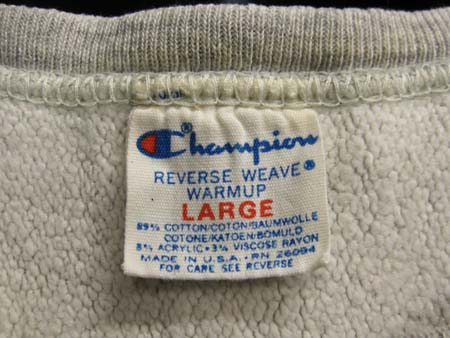 Champion®
REVERSE WEAVE®
WARMUP
LARGE
89% COTTON/COTON/BAUMWOLLE
COTONE/KATOEN/BOMULD
8% ACRYLIC • 3% VISCOSE RAYON
MADE IN U.S.A. • RN 26094
FOR CARE SEE REVERSE